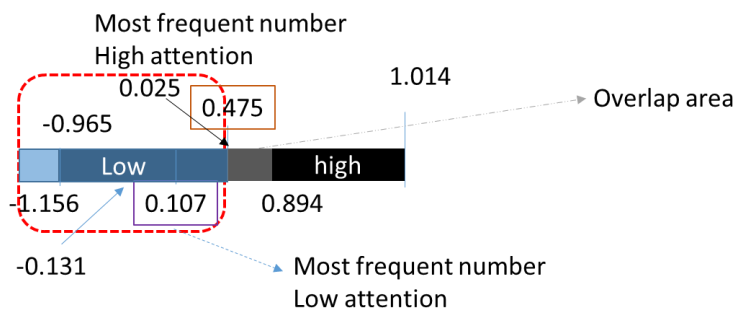 Most frequent number
High attention
0.025
0.475
1.014
-0.965
Overlap area
Low
high
-1.156
0.107
0.894
-0.131
Most frequent number
Low attention